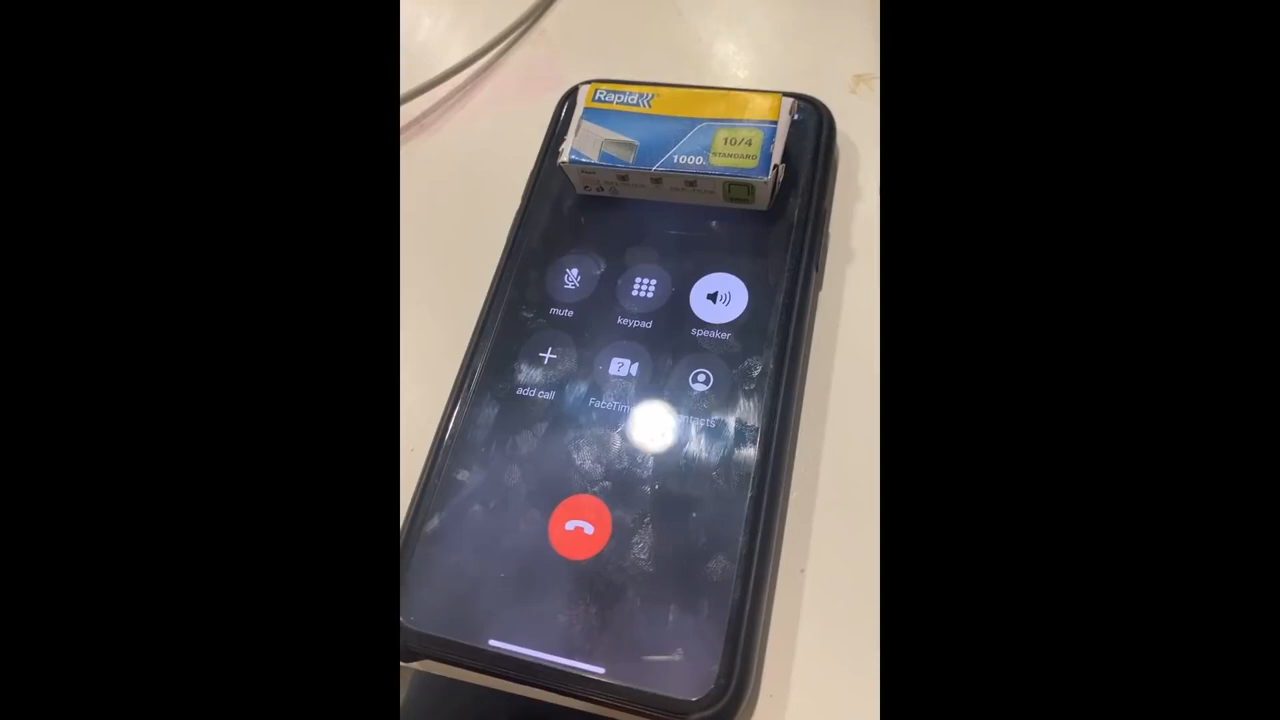 Rapid
10/4
STANDARD
1000.
mute
keypad
speaker
add call
?
FaceTime